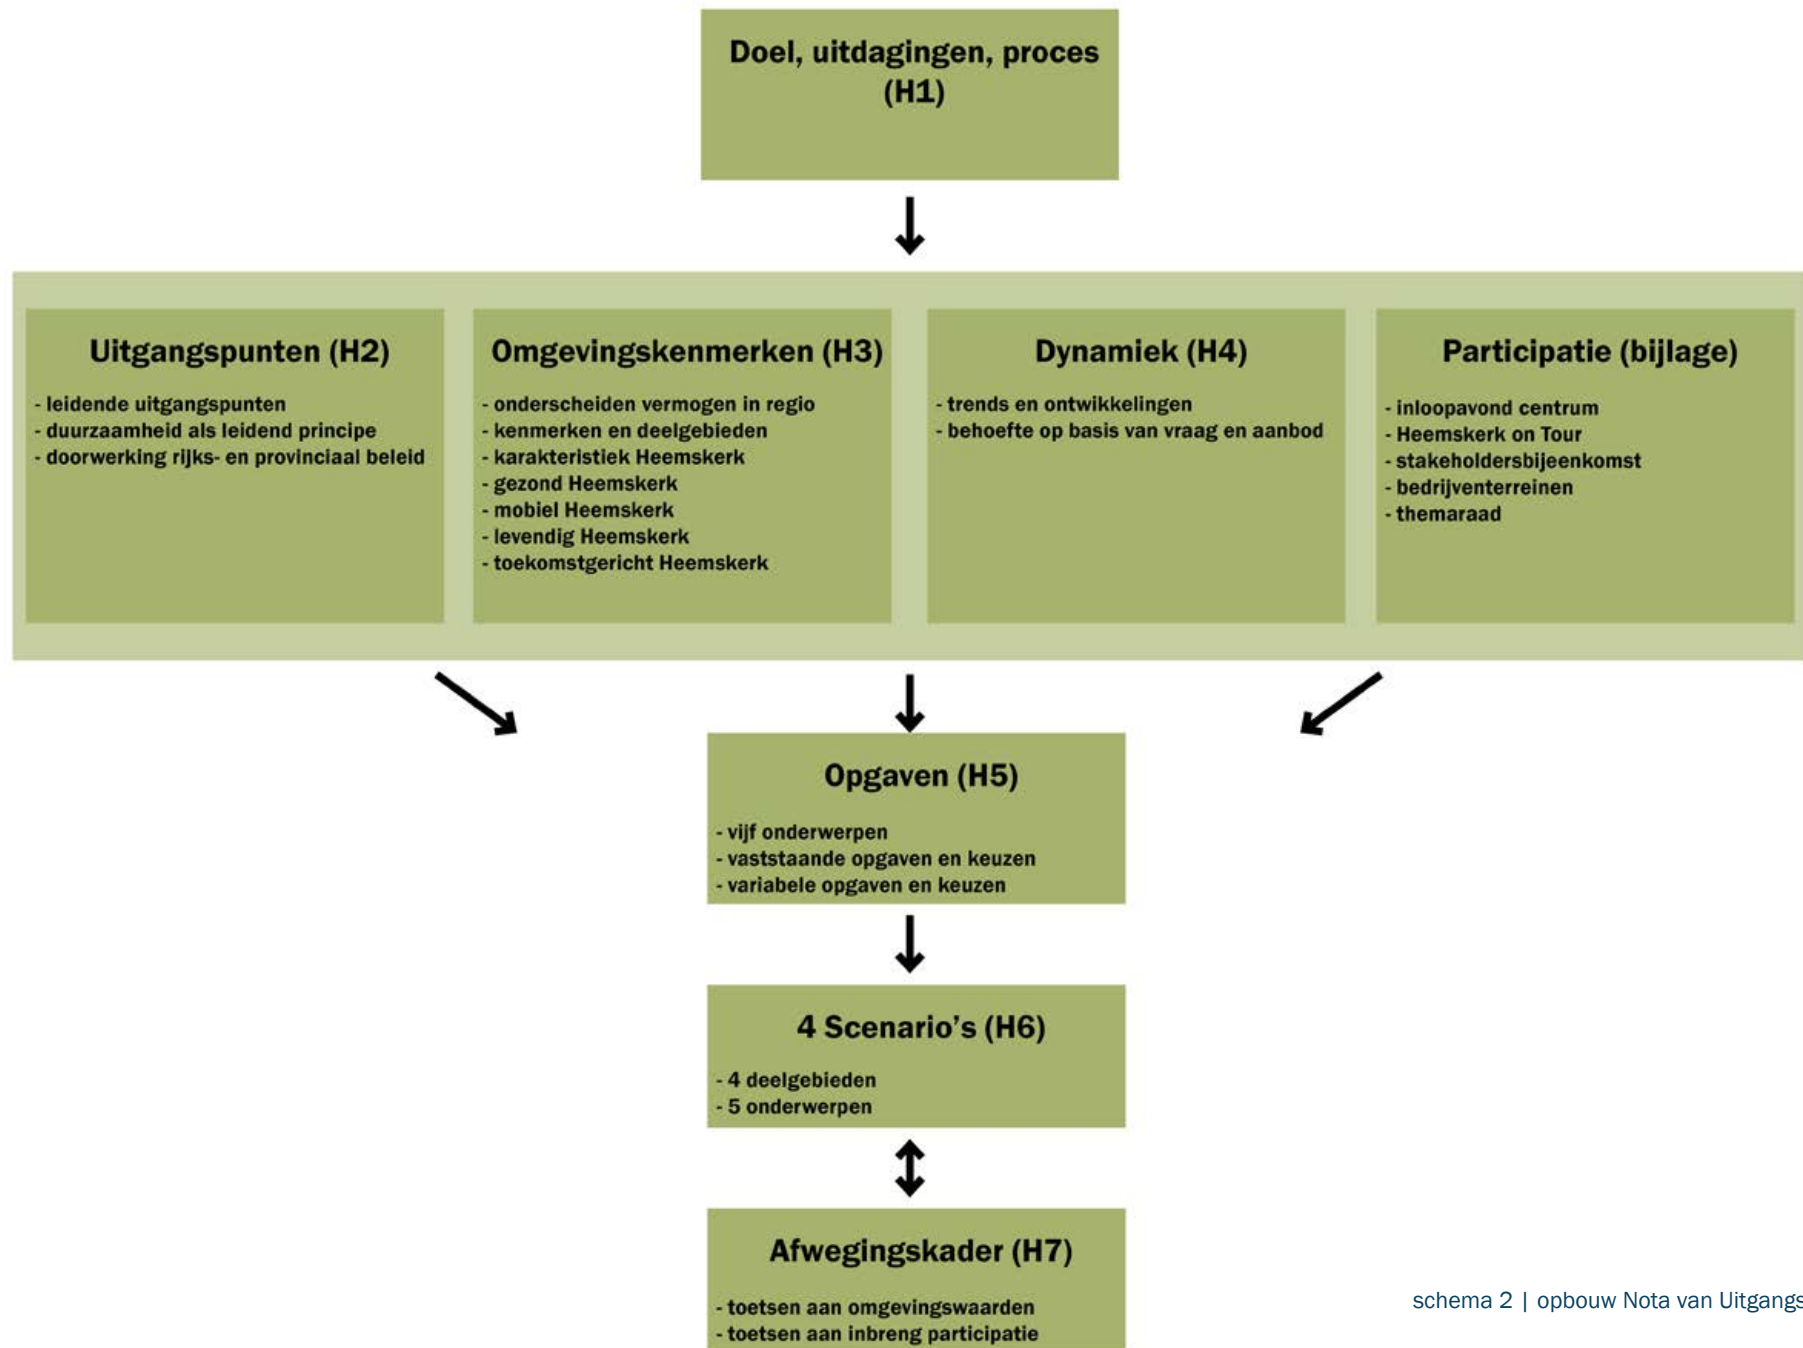 Doel, uitdagingen, proces
(H1)
Uitgangspunten (H2)
- leidende uitgangspunten
- duurzaamheid als leidend principe
- doorwerking rijks- en provinciaal beleid
Omgevingskenmerken (H3)
- onderscheiden vermogen in regio
- kenmerken en deelgebieden
- karakteristiek Heemskerk
- gezond Heemskerk
- mobiel Heemskerk
- levendig Heemskerk
- toekomstgericht Heemskerk
Dynamiek (H4)
- trends en ontwikkelingen
- behoefte op basis van vraag en aanbod
Participatie (bijlage)
- inloopavond centrum
- Heemskerk on Tour
- stakeholdersbijeenkomst
- bedrijventerreinen
- themaraad
Opgaven (H5)
- vijf onderwerpen
- vaststaande opgaven en keuzen
- variabele opgaven en keuzen
4 Scenario's (H6)
- 4 deelgebieden
- 5 onderwerpen
Afwegingskader (H7)
- toetsen aan omgevingswaarden
- toetsen aan inbreng participatie
schema 2 | opbouw Nota van Uitgangs